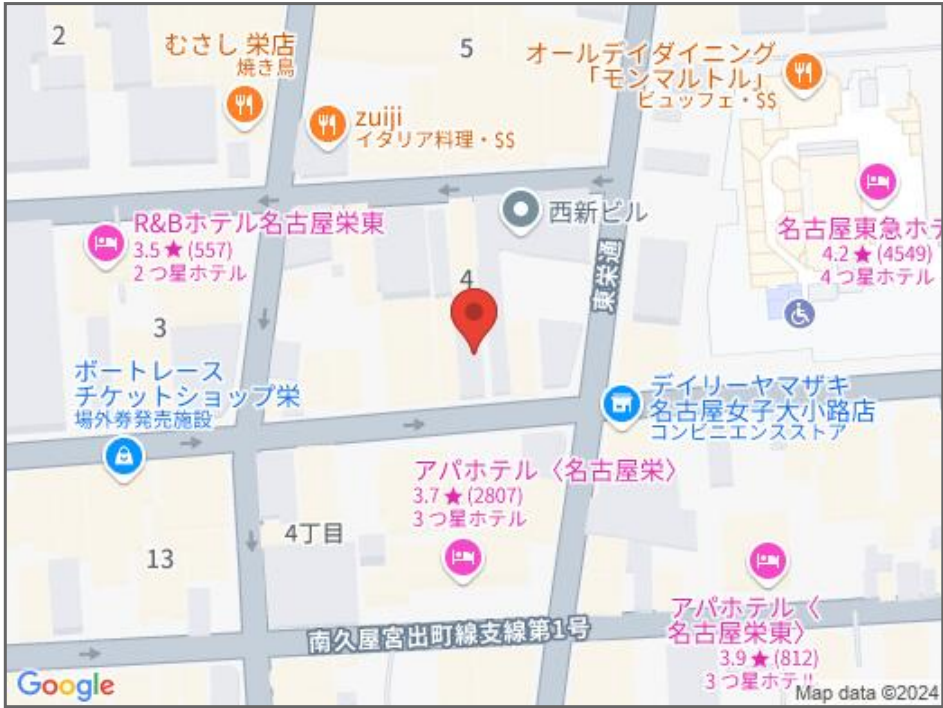 2
むさし 栄店
焼き鳥
5
オールデイダイニング
「モンマルトル」
ビュッフェ・$$
zuiji
イタリア料理・$$
西新ビル
R&Bホテル名古屋栄東
3.5★(557)
2 つ星ホテル
名古屋東急ホテ
4.2★(4549)
4 つ星ホテル
4
東栄通
3
ボートレース
チケットショップ栄
場外券発売施設
デイリーヤマザキ
名古屋女子大小路店
コンビニエンスストア
アパホテル〈名古屋栄〉
3.7★(2807)
3 つ星ホテル
4丁目
13
アパホテル〈
名古屋栄東〉
3.9★(812)
3 つ星ホテル
南久屋宮出町線支線第1号
Google
Map data ©2024